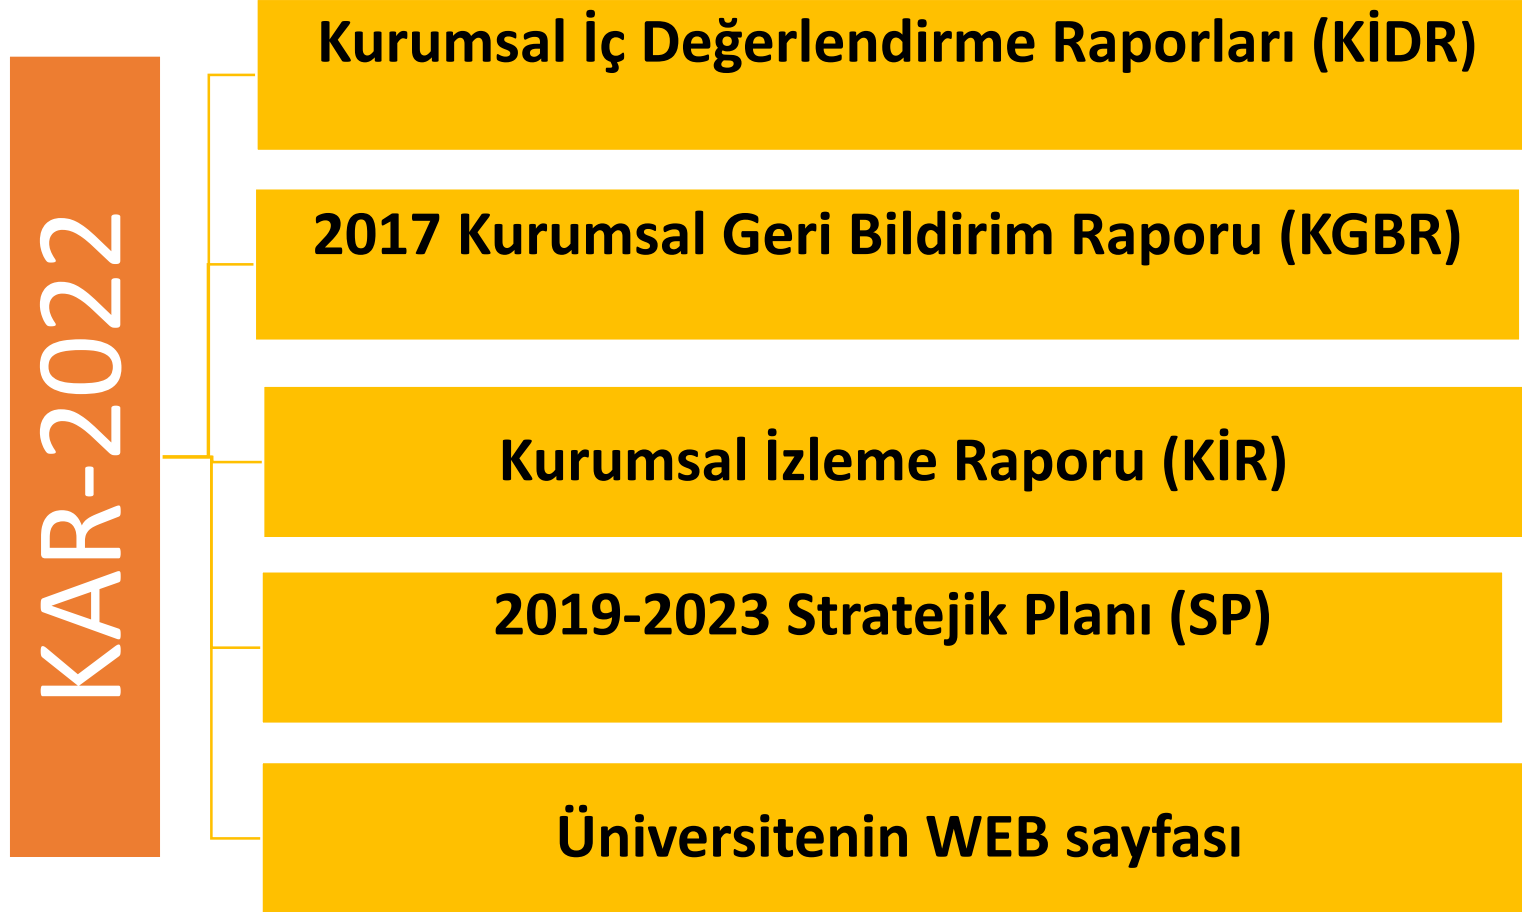 KAR-2022
Kurumsal İç Değerlendirme Raporları (KİDR)
2017 Kurumsal Geri Bildirim Raporu (KGBR)
Kurumsal İzleme Raporu (KİR)
2019-2023 Stratejik Planı (SP)
Üniversitenin WEB sayfası